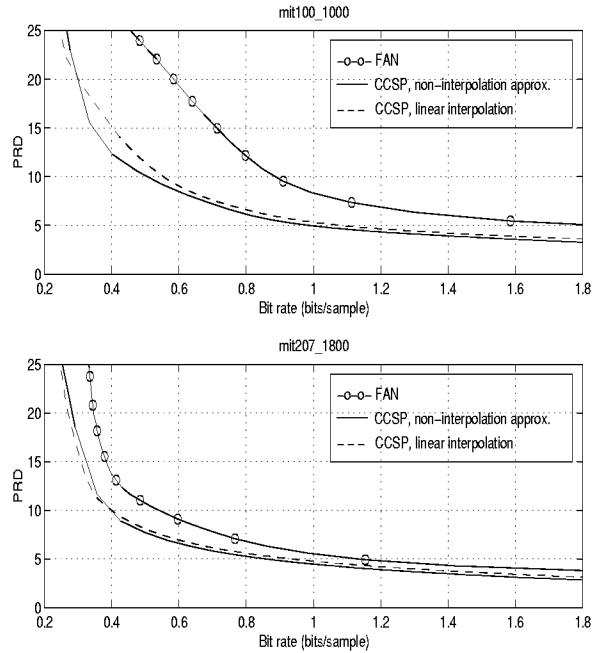 mit100_1000
25
20
15
10
5
0
PRD
FAN
CCSP, non-interpolation approx.
CCSP, linear interpolation
0.2 0.4 0.6 0.8 1 1.2 1.4 1.6 1.8
Bit rate (bits/sample)
mit207_1800
25
20
15
10
5
0
PRD
FAN
CCSP, non-interpolation approx.
CCSP, linear interpolation
0.2 0.4 0.6 0.8 1 1.2 1.4 1.6 1.8
Bit rate (bits/sample)